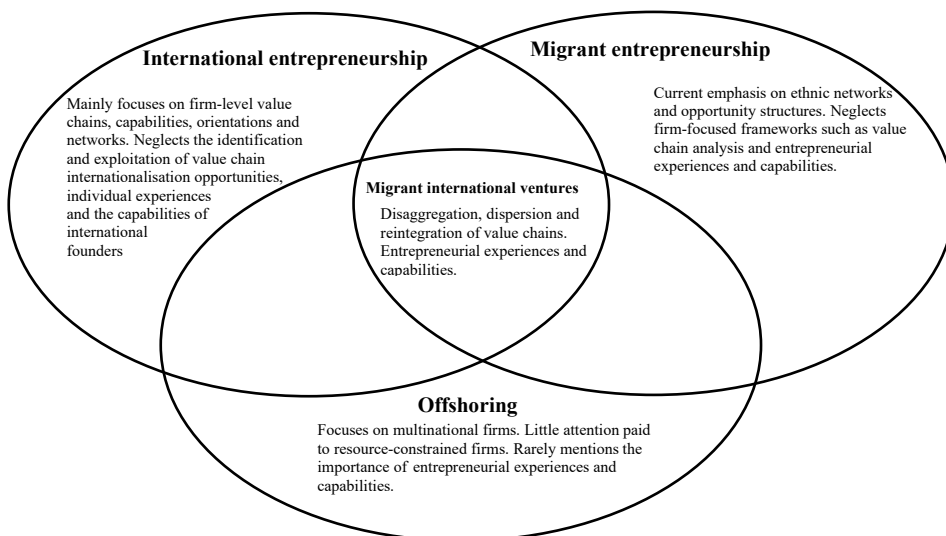 International entrepreneurship
Mainly focuses on firm-level value
chains, capabilities, orientations and
networks. Neglects the identification
and exploitation of value chain
internationalisation opportunities,
individual experiences
and the capabilities of
international
founders
Migrant entrepreneurship
Current emphasis on ethnic networks
and opportunity structures. Neglects
firm-focused frameworks such as value
chain analysis and entrepreneurial
experiences and capabilities.
Migrant international ventures
Disaggregation, dispersion and
reintegration of value chains.
Entrepreneurial experiences and
capabilities.
Offshoring
Focuses on multinational firms. Little attention paid
to resource-constrained firms. Rarely mentions the
importance of entrepreneurial experiences and
capabilities.